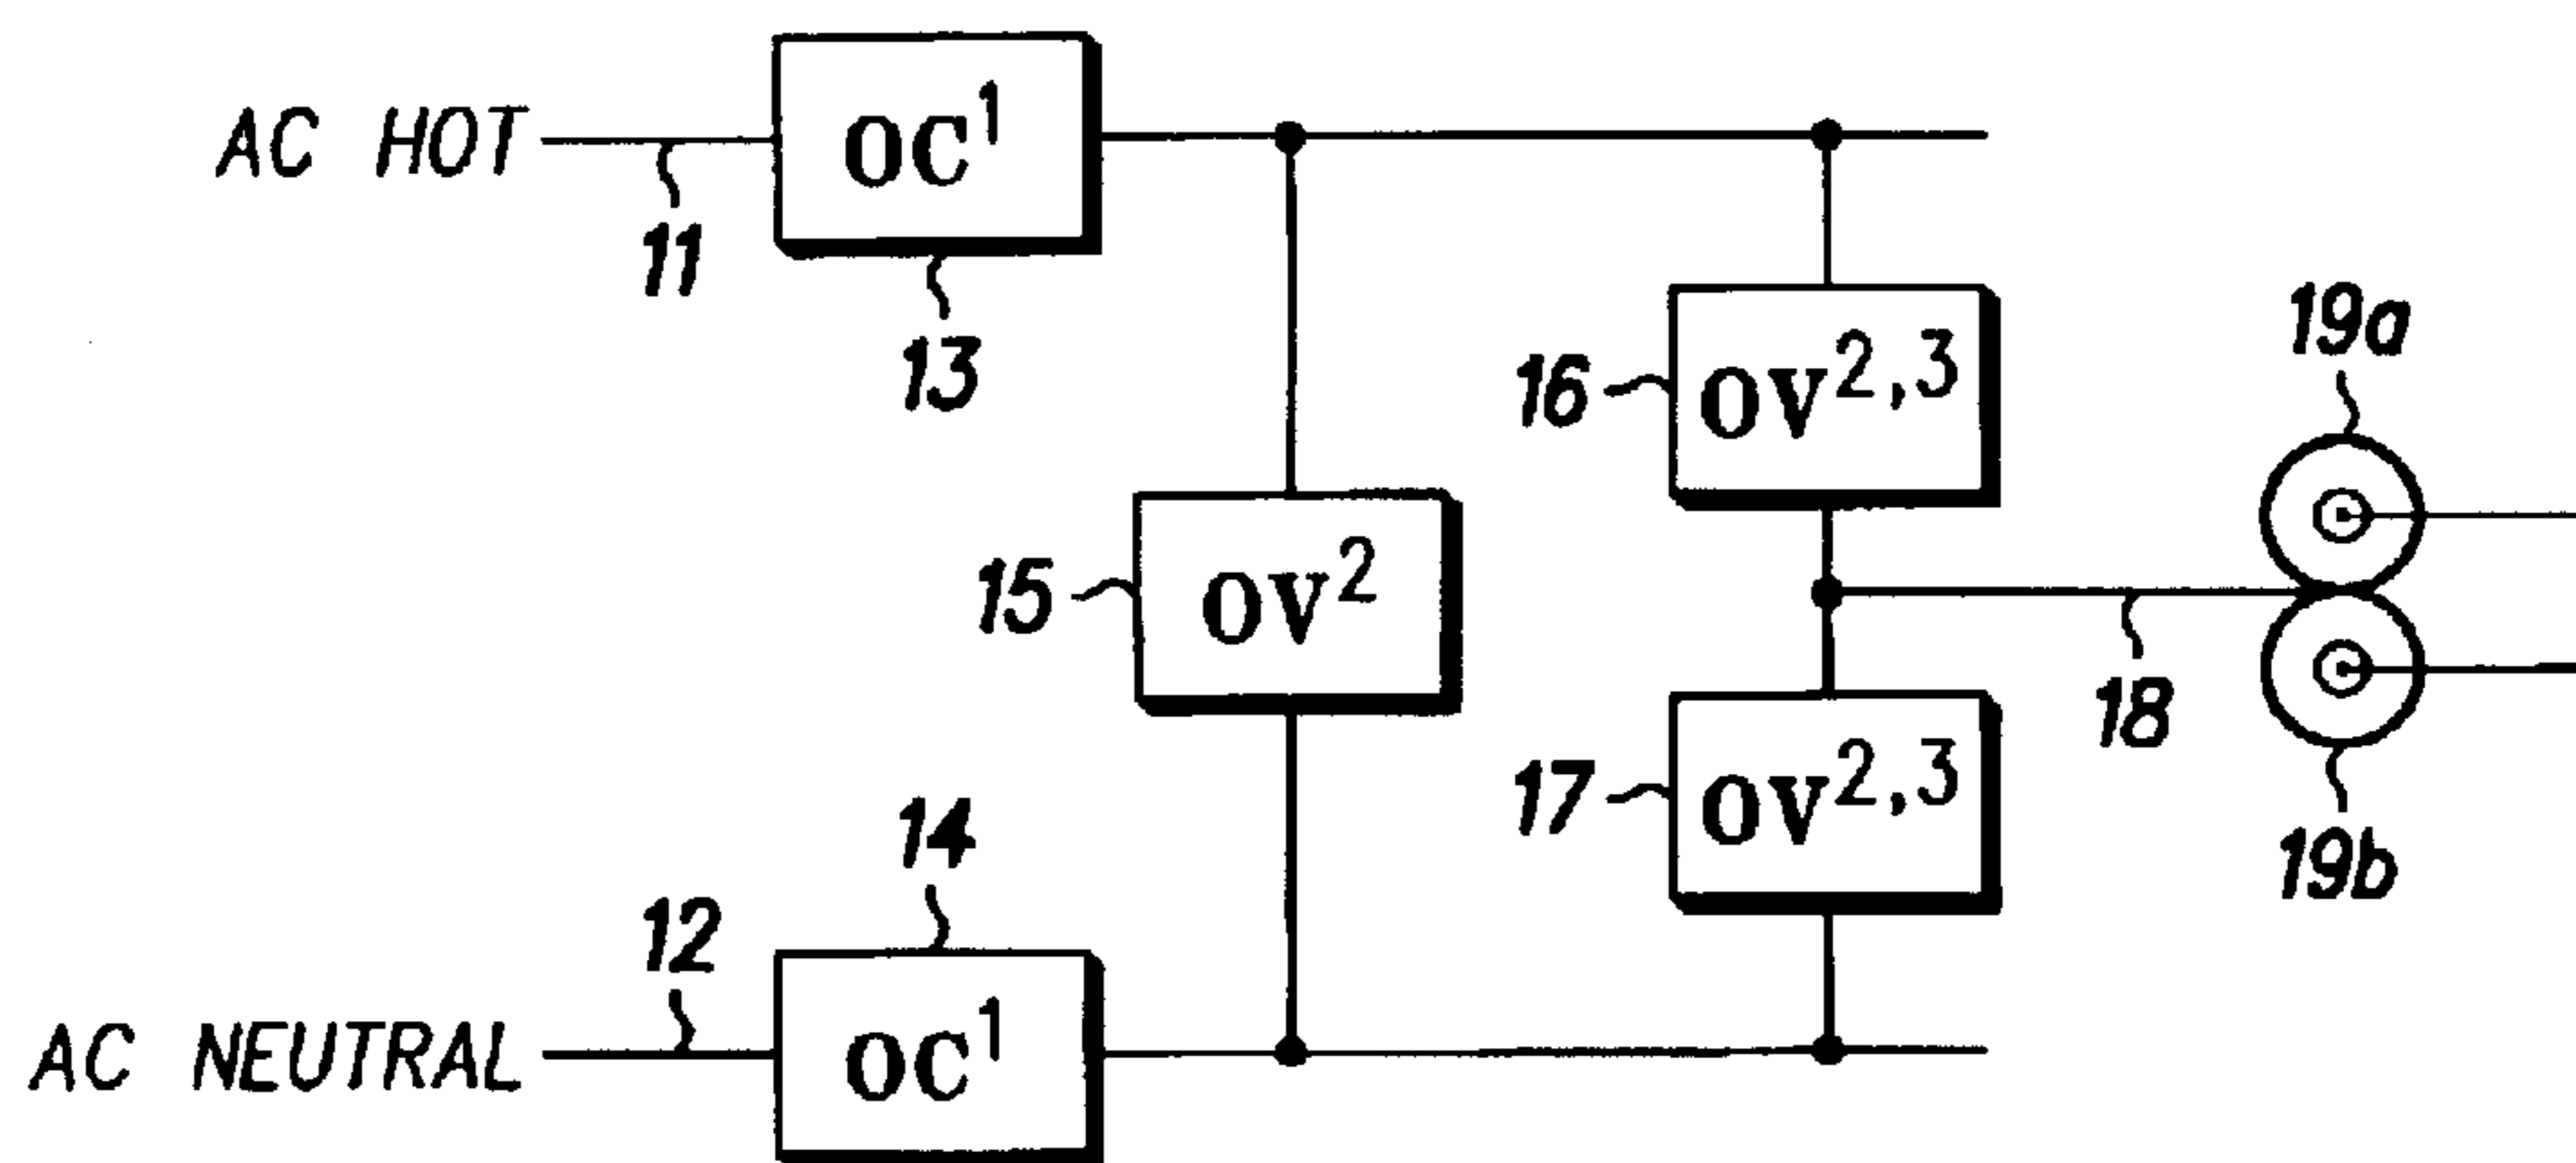 AC HOT
11
OC¹
13
16
OV²,³
19a
15
OV²
18
17
OV²,³
19b
14
12
AC NEUTRAL
OC¹